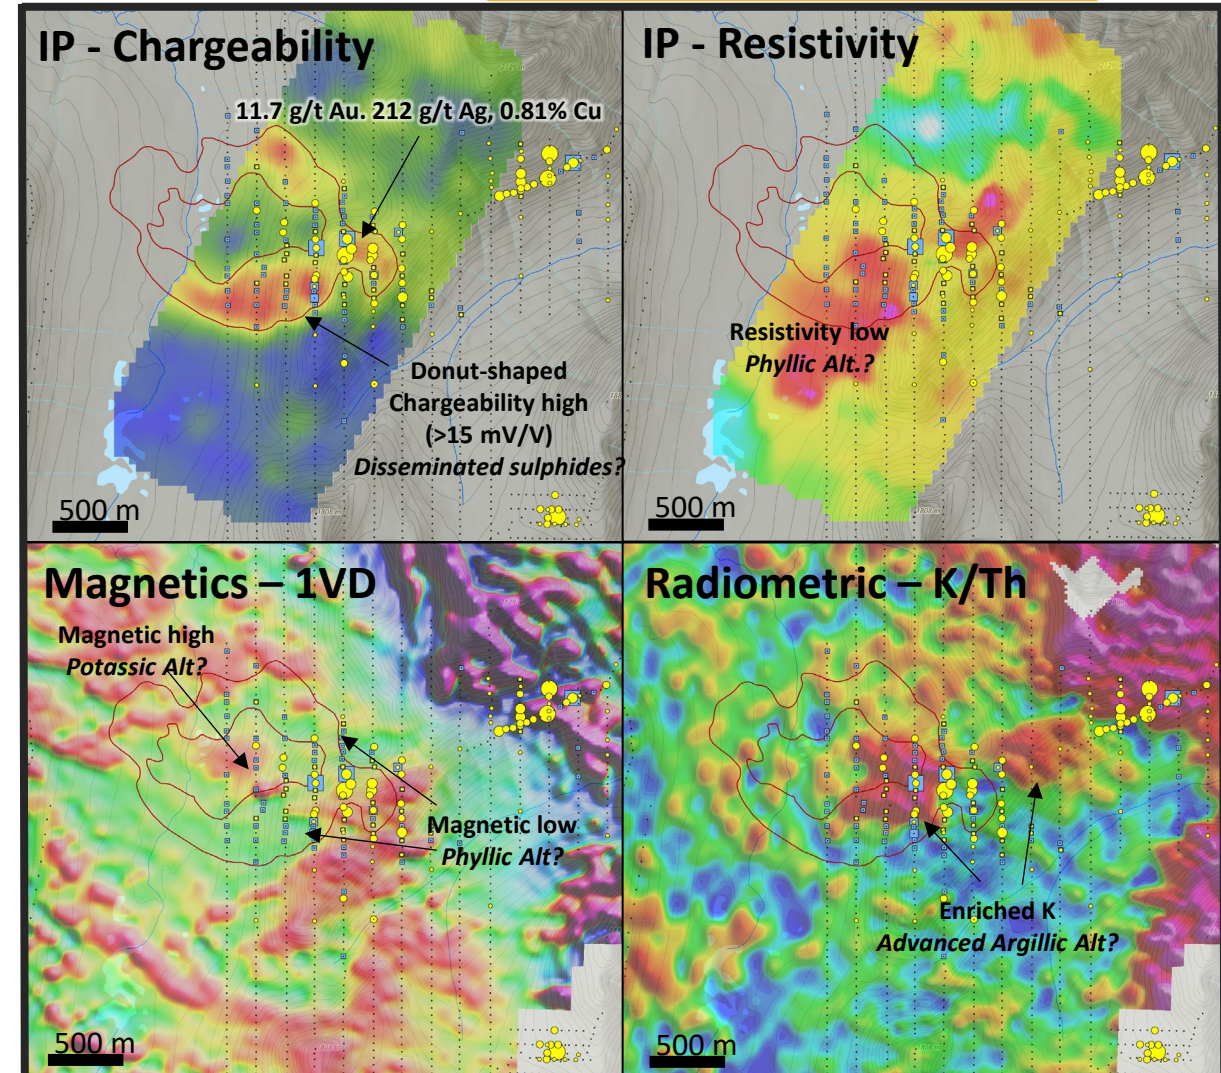 IP - Chargeability
11.7 g/t Au. 212 g/t Ag, 0.81% Cu
Donut-shaped
Chargeability high
(>15 mV/V)
Disseminated sulphides?
500 m
IP - Resistivity
Resistivity low
Phyllic Alt.?
500 m
Magnetics – 1VD
Magnetic high
Potassic Alt?
Magnetic low
Phyllic Alt?
500 m
Radiometric – K/Th
Enriched K
Advanced Argillic Alt?
500 m